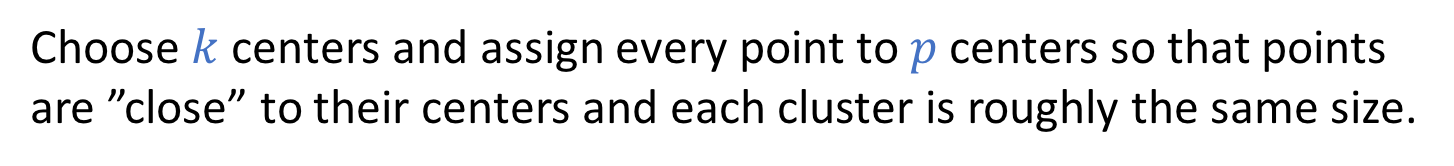 Choose k centers and assign every point to p centers so that points
are ”close” to their centers and each cluster is roughly the same size.